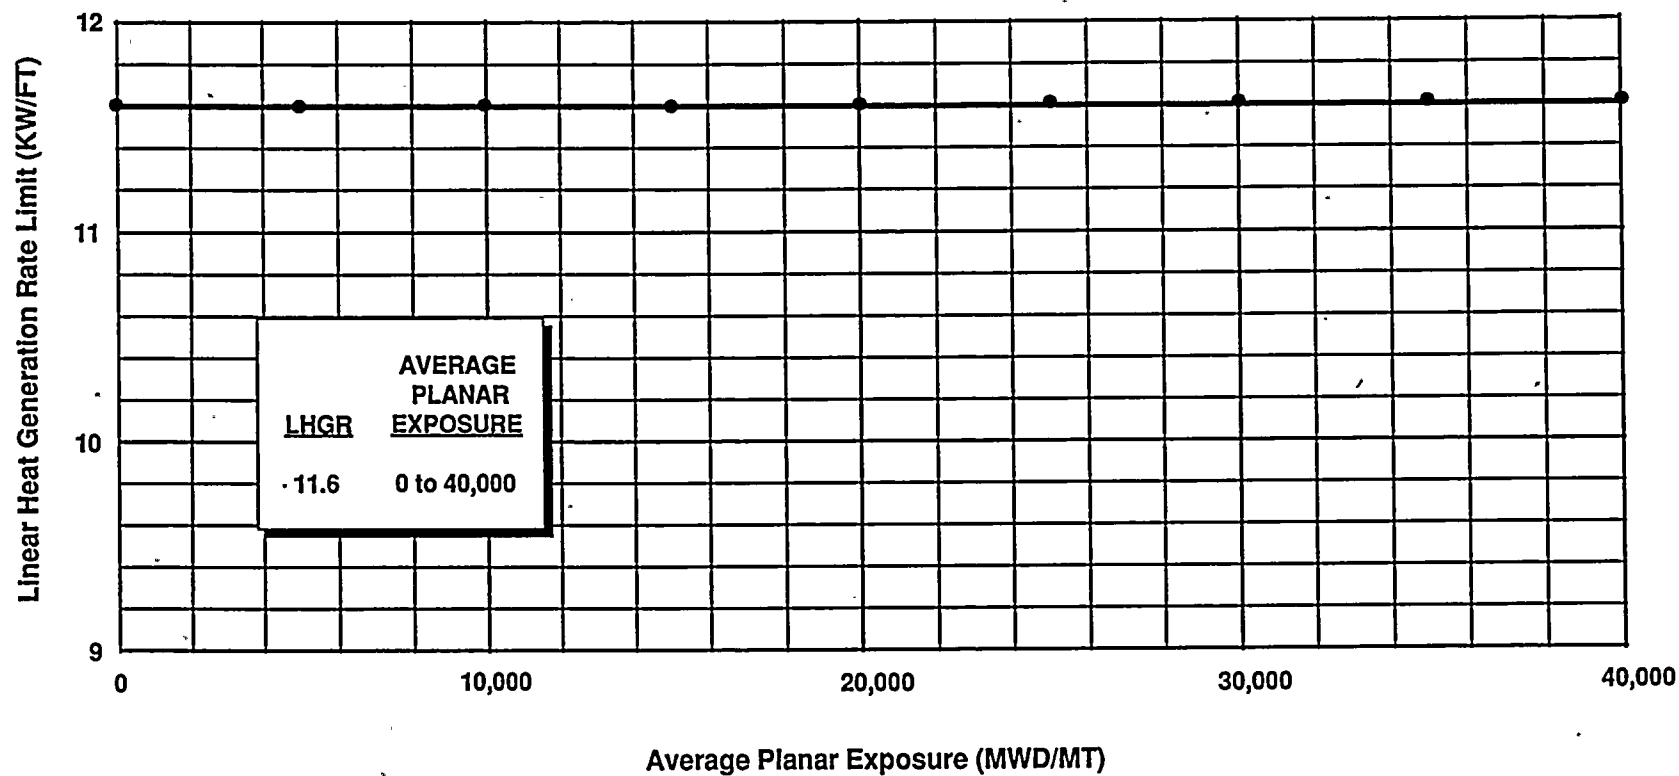 Linear Heat Generation Rate Limit (KW/FT)
12
11
10
9
AVERAGE
PLANAR
LHGR EXPOSURE
11.6 0 to 40,000
0 10,000 20,000 30,000 40,000
Average Planar Exposure (MWD/MT)